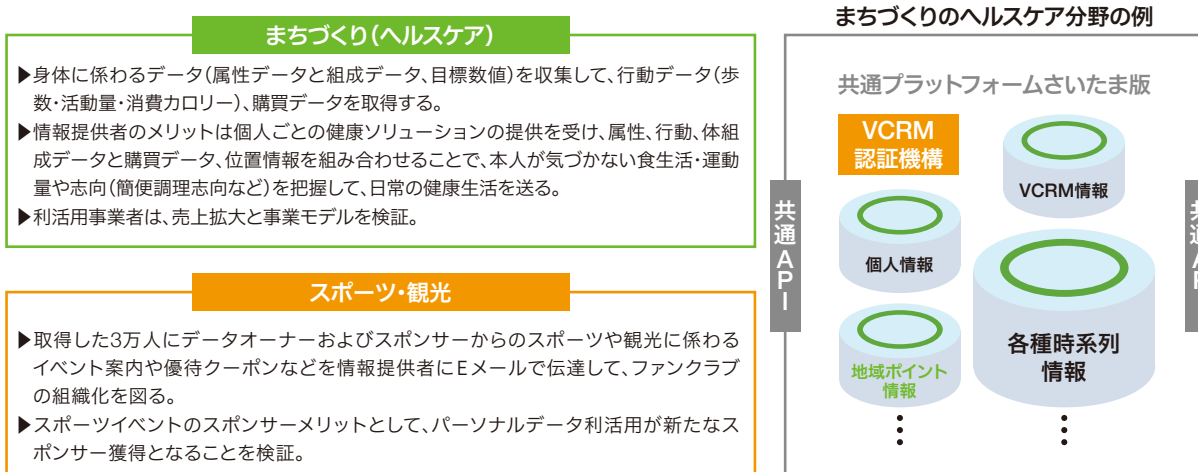 まちづくり(ヘルスケア)
▶身体に係わるデータ(属性データと組成データ、目標数値)を収集して、行動データ(歩
数・活動量・消費カロリー)、購買データを取得する。
▶情報提供者のメリットは個人ごとの健康ソリューションの提供を受け、属性、行動、体組
成データと購買データ、位置情報を組み合わせることで、本人が気づかない食生活・運動
量や志向(簡便調理志向など)を把握して、日常の健康生活を送る。
▶利活用事業者は、売上拡大と事業モデルを検証。
スポーツ・観光
▶取得した3万人にデータオーナーおよびスポンサーからのスポーツや観光に係わる
イベント案内や優待クーポンなどを情報提供者にEメールで伝達して、ファンクラブ
の組織化を図る。
▶スポーツイベントのスポンサーメリットとして、パーソナルデータ利活用が新たなス
ポンサー獲得となることを検証。
まちづくりのヘルスケア分野の例
共通プラットフォームさいたま版
VCRM
認証機構
VCRM情報
共通API
個人情報
各種時系列
情報
地域ポイント
情報
共通AP